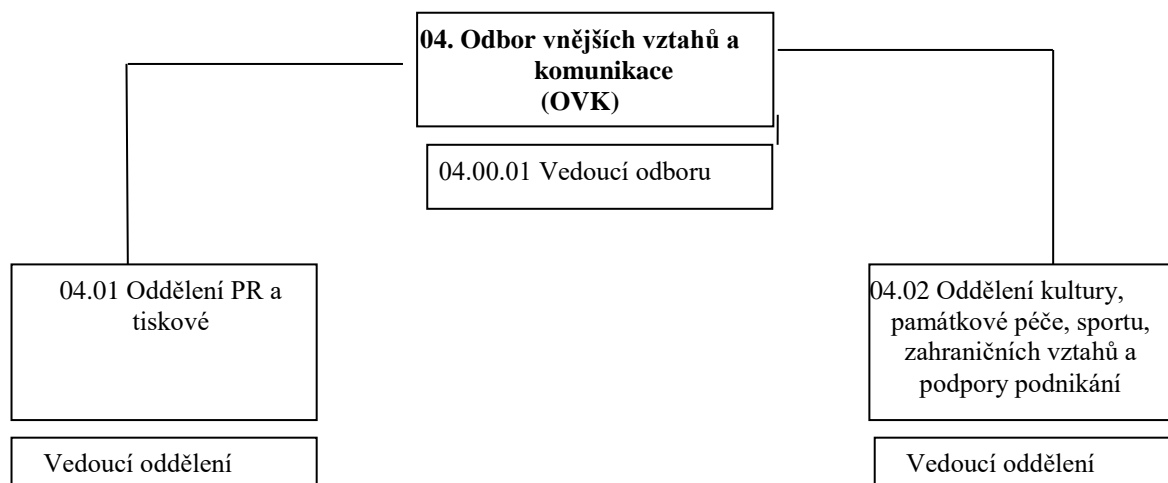 04. Odbor vnějších vztahů a
komunikace
(OVK)
04.00.01 Vedoucí odboru
04.01 Oddělení PR a
tiskové
Vedoucí oddělení
04.02 Oddělení kultury,
památkové péče, sportu,
zahraničních vztahů a
podpory podnikání
Vedoucí oddělení